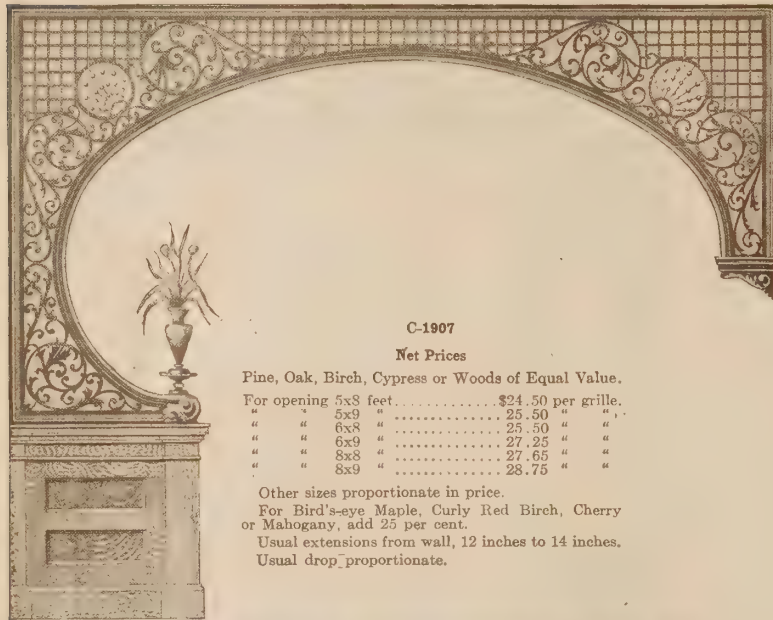 C-1907
Net Prices
Pine, Oak, Birch, Cypress or Woods of Equal Value.
For opening 5x8 feet.............$24.50 per grille.
“ “ 5x9 “ ............. 25.50 “ “
“ “ 6x8 “ ............. 25.50 “ “
“ “ 6x9 “ ............. 27.25 “ “
“ “ 8x8 “ ............. 27.65 “ “
“ “ 8x9 “ ............. 28.75 “ “
Other sizes proportionate in price.
For Bird's-eye Maple, Curly Red Birch, Cherry
or Mahogany, add 25 per cent.
Usual extensions from wall, 12 inches to 14 inches.
Usual drop proportionate.